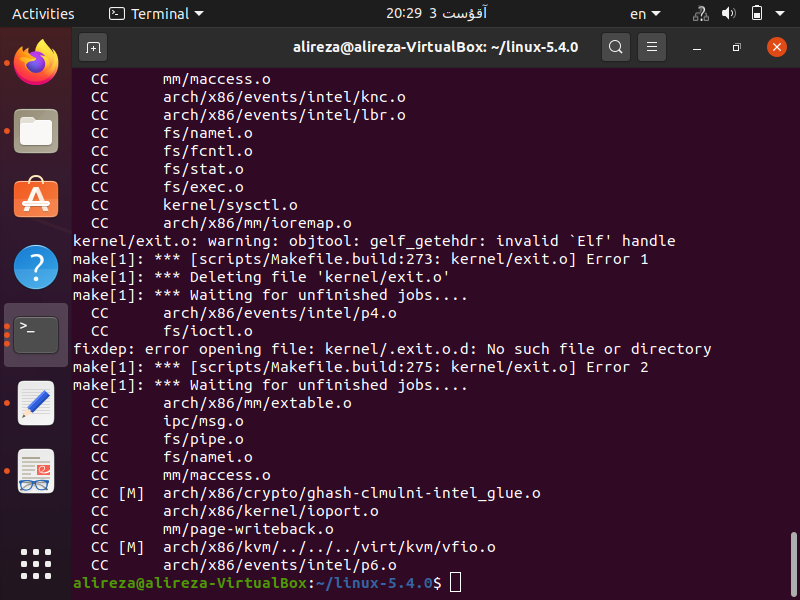 Activities Terminal 20:29 3 آقۇست en
alireza@alireza-VirtualBox: ~/linux-5.4.0
CC mm/maccess.o
CC arch/x86/events/intel/knc.o
CC arch/x86/events/intel/lbr.o
CC fs/namei.o
CC fs/fcntl.o
CC fs/stat.o
CC fs/exec.o
CC kernel/sysctl.o
CC arch/x86/mm/ioremap.o
kernel/exit.o: warning: objtool: gelf_getehdr: invalid `Elf' handle
make[1]: *** [scripts/Makefile.build:273: kernel/exit.o] Error 1
make[1]: *** Deleting file 'kernel/exit.o'
make[1]: *** Waiting for unfinished jobs....
CC arch/x86/events/intel/p4.o
CC fs/ioctl.o
fixdep: error opening file: kernel/.exit.o.d: No such file or directory
make[1]: *** [scripts/Makefile.build:275: kernel/exit.o] Error 2
make[1]: *** Waiting for unfinished jobs....
CC arch/x86/mm/extable.o
CC ipc/msg.o
CC fs/pipe.o
CC fs/namei.o
CC mm/maccess.o
CC [M] arch/x86/crypto/ghash-clmulni-intel_glue.o
CC arch/x86/kernel/ioport.o
CC mm/page-writeback.o
CC [M] arch/x86/kvm/../../../virt/kvm/vfio.o
CC arch/x86/events/intel/p6.o
alireza@alireza-VirtualBox:~/linux-5.4.0$